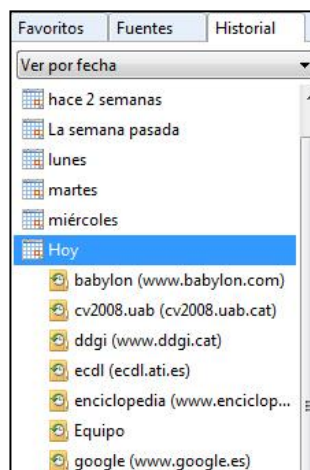 Favoritos Fuentes Historial
Ver por fecha
hace 2 semanas
La semana pasada
lunes
martes
miércoles
Hoy
babylon (www.babylon.com)
cv2008.uab (cv2008.uab.cat)
ddgi (www.ddgi.cat)
ecdl (ecdl.ati.es)
enciclopedia (www.enciclop...
Equipo
google (www.google.es)